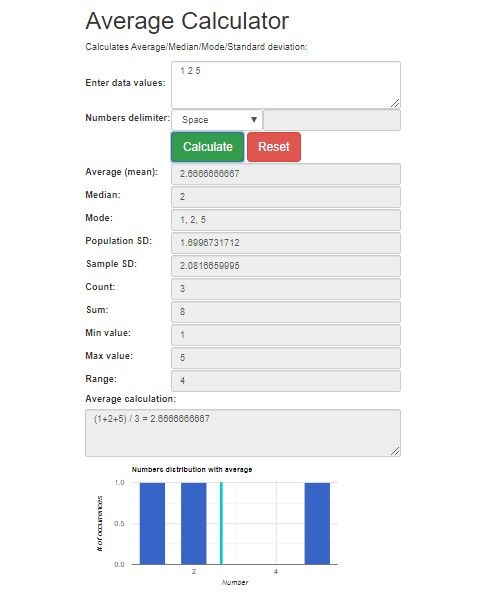 Average Calculator
Calculates Average/Median/Mode/Standard deviation:
Enter data values: 1 2 5
Numbers delimiter: Space
Calculate Reset
Average (mean): 2.6666666667
Median: 2
Mode: 1, 2, 5
Population SD: 1.6996731712
Sample SD: 2.0816659995
Count: 3
Sum: 8
Min value: 1
Max value: 5
Range: 4
Average calculation:
(1+2+5) / 3 = 2.6666666667
Numbers distribution with average
# of occurrences
1.0
0.5
0.0
2 4
Number